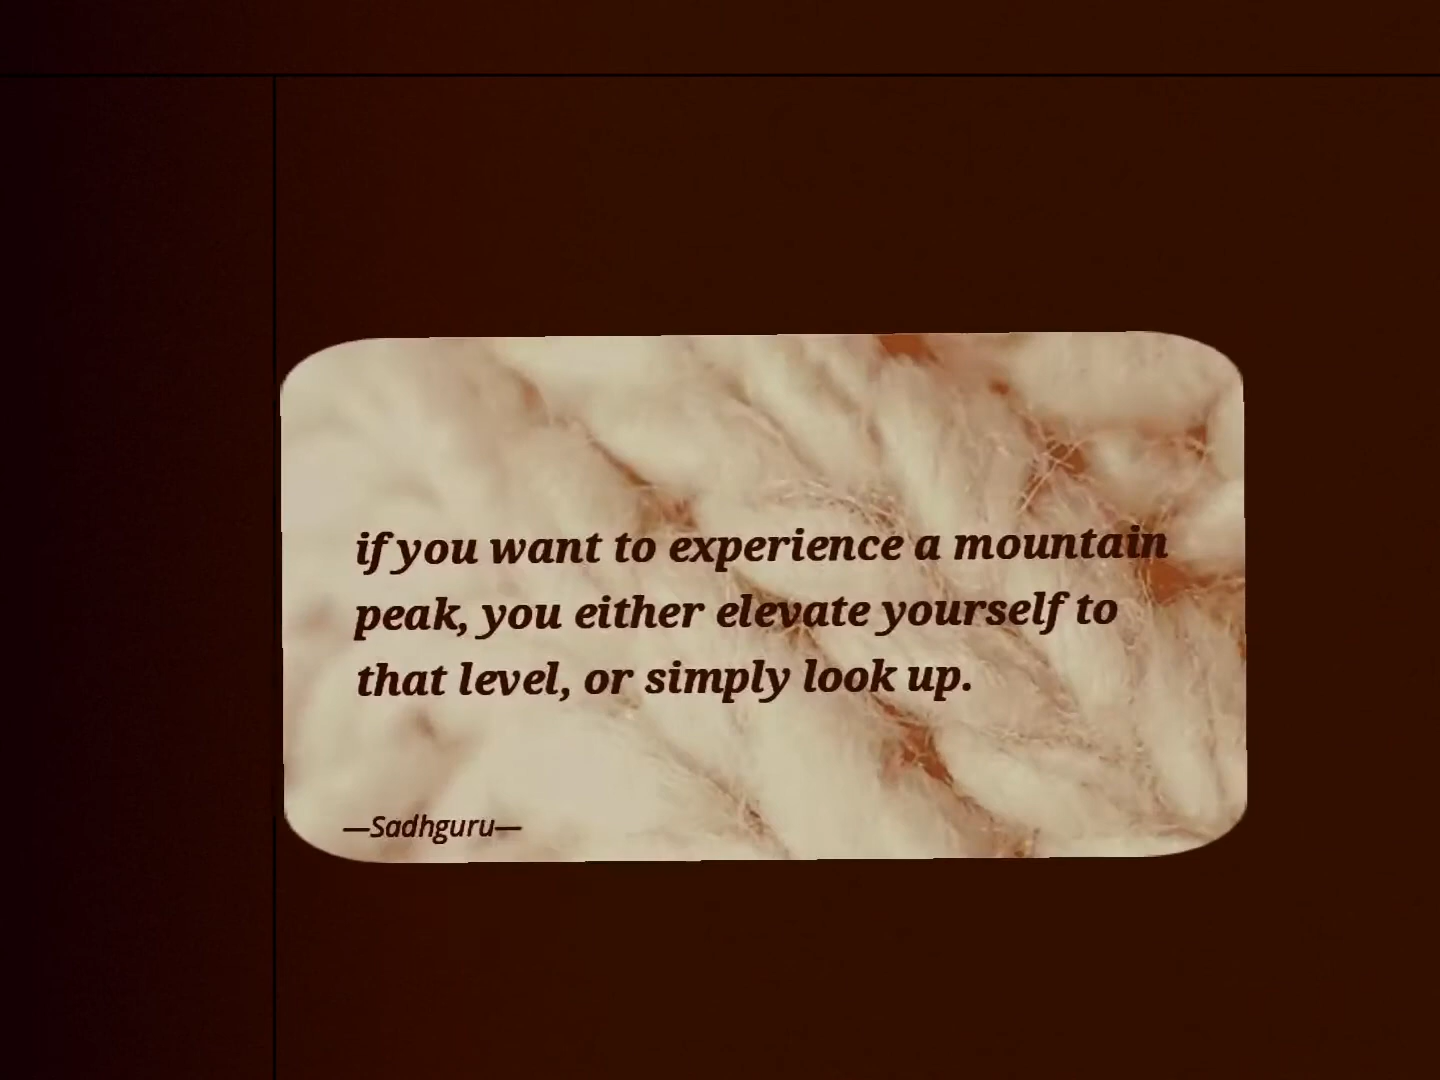 if you want to experience a mountain
peak, you either elevate yourself to
that level, or simply look up.
—Sadhguru—